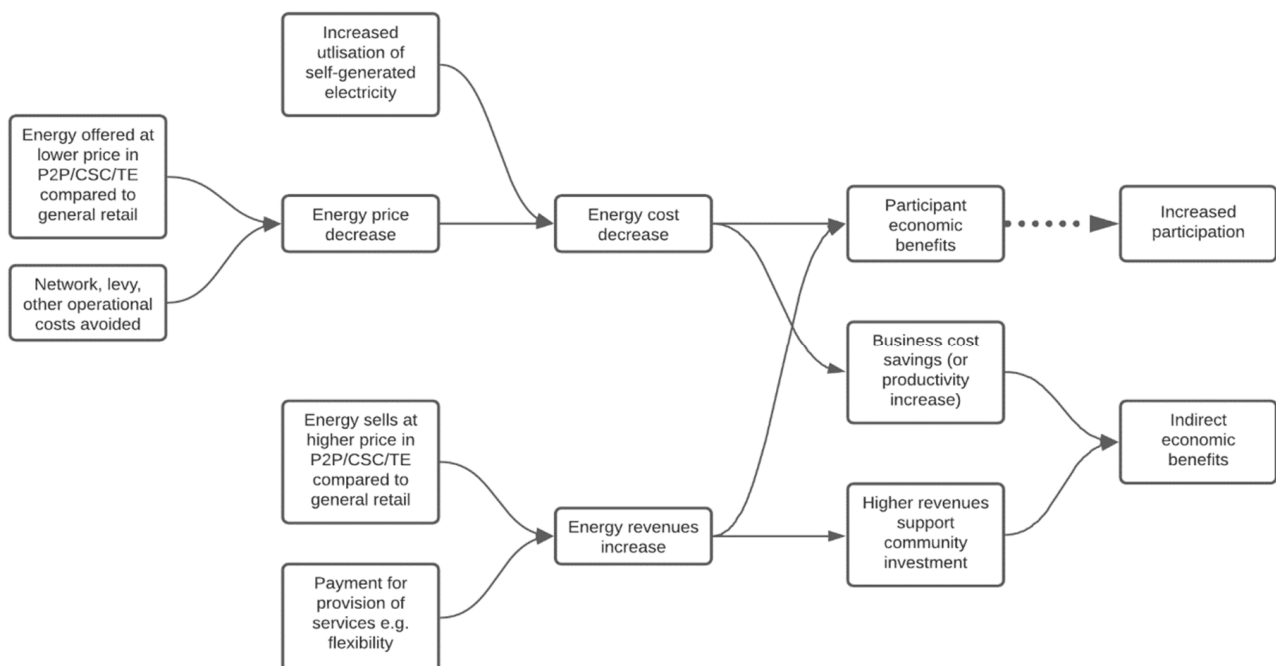 Increased
utlisation of
self-generated
electricity
Energy offered at
lower price in
P2P/CSC/TE
compared to
general retail
Energy price
decrease
Energy cost
decrease
Participant
economic
benefits
Increased
participation
Network, levy,
other operational
costs avoided
Business cost
savings (or
productivity
increase)
Energy sells at
higher price in
P2P/CSC/TE
compared to
general retail
Indirect
economic
benefits
Energy revenues
increase
Higher revenues
support
community
investment
Payment for
provision of
services e.g.
flexibility